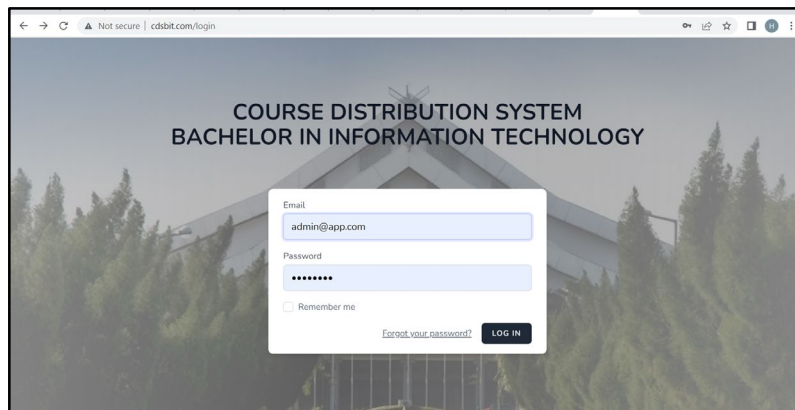 Not secure | cdsbit.com/login
H
COURSE DISTRIBUTION SYSTEM
BACHELOR IN INFORMATION TECHNOLOGY
Email
admin@app.com
Password
••••••••
Remember me
Forgot your password? LOG IN